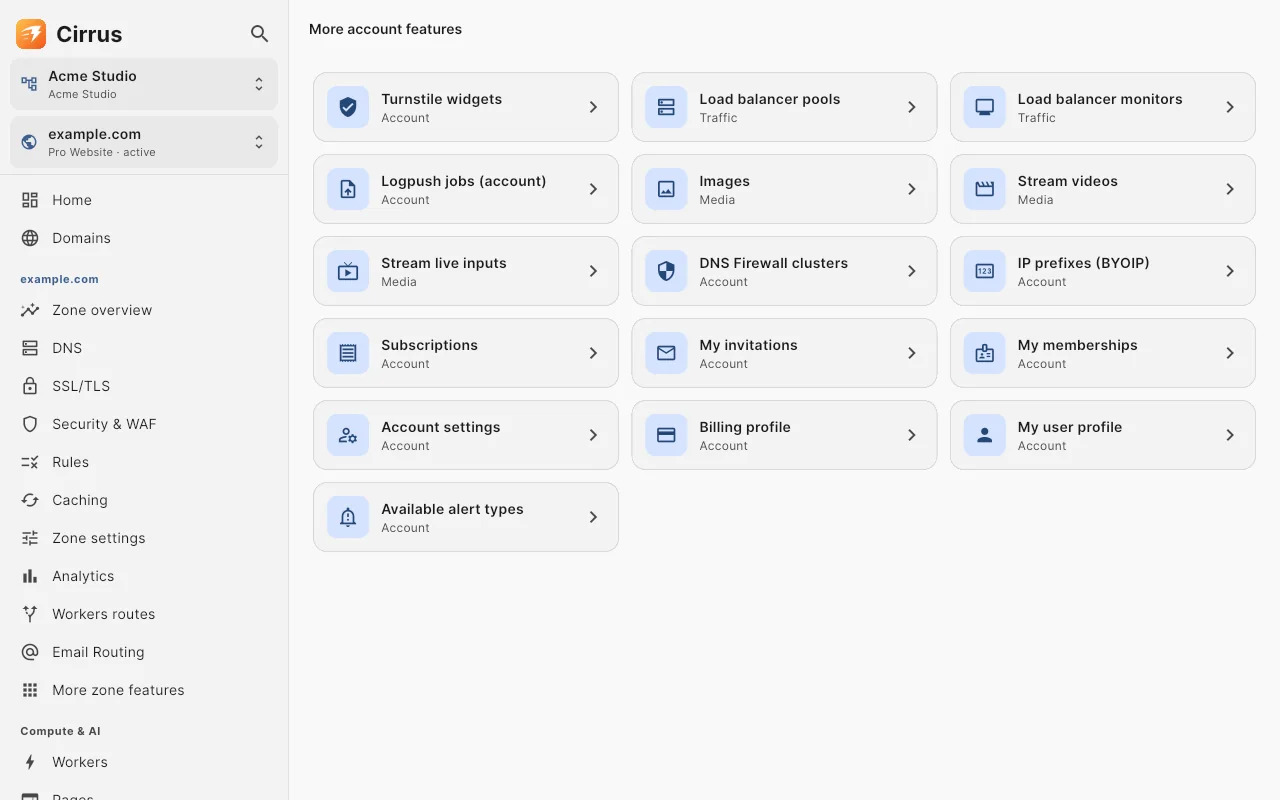 Cirrus
Acme Studio
Acme Studio
example.com
Pro Website · active
Home
Domains
example.com
Zone overview
DNS
SSL/TLS
Security & WAF
Rules
Caching
Zone settings
Analytics
Workers routes
Email Routing
More zone features
Compute & AI
Workers
Pages
More account features
Turnstile widgets
Account
Load balancer pools
Traffic
Load balancer monitors
Traffic
Logpush jobs (account)
Account
Images
Media
Stream videos
Media
Stream live inputs
Media
DNS Firewall clusters
Account
123
IP prefixes (BYOIP)
Account
Subscriptions
Account
My invitations
Account
My memberships
Account
Account settings
Account
Billing profile
Account
My user profile
Account
Available alert types
Account